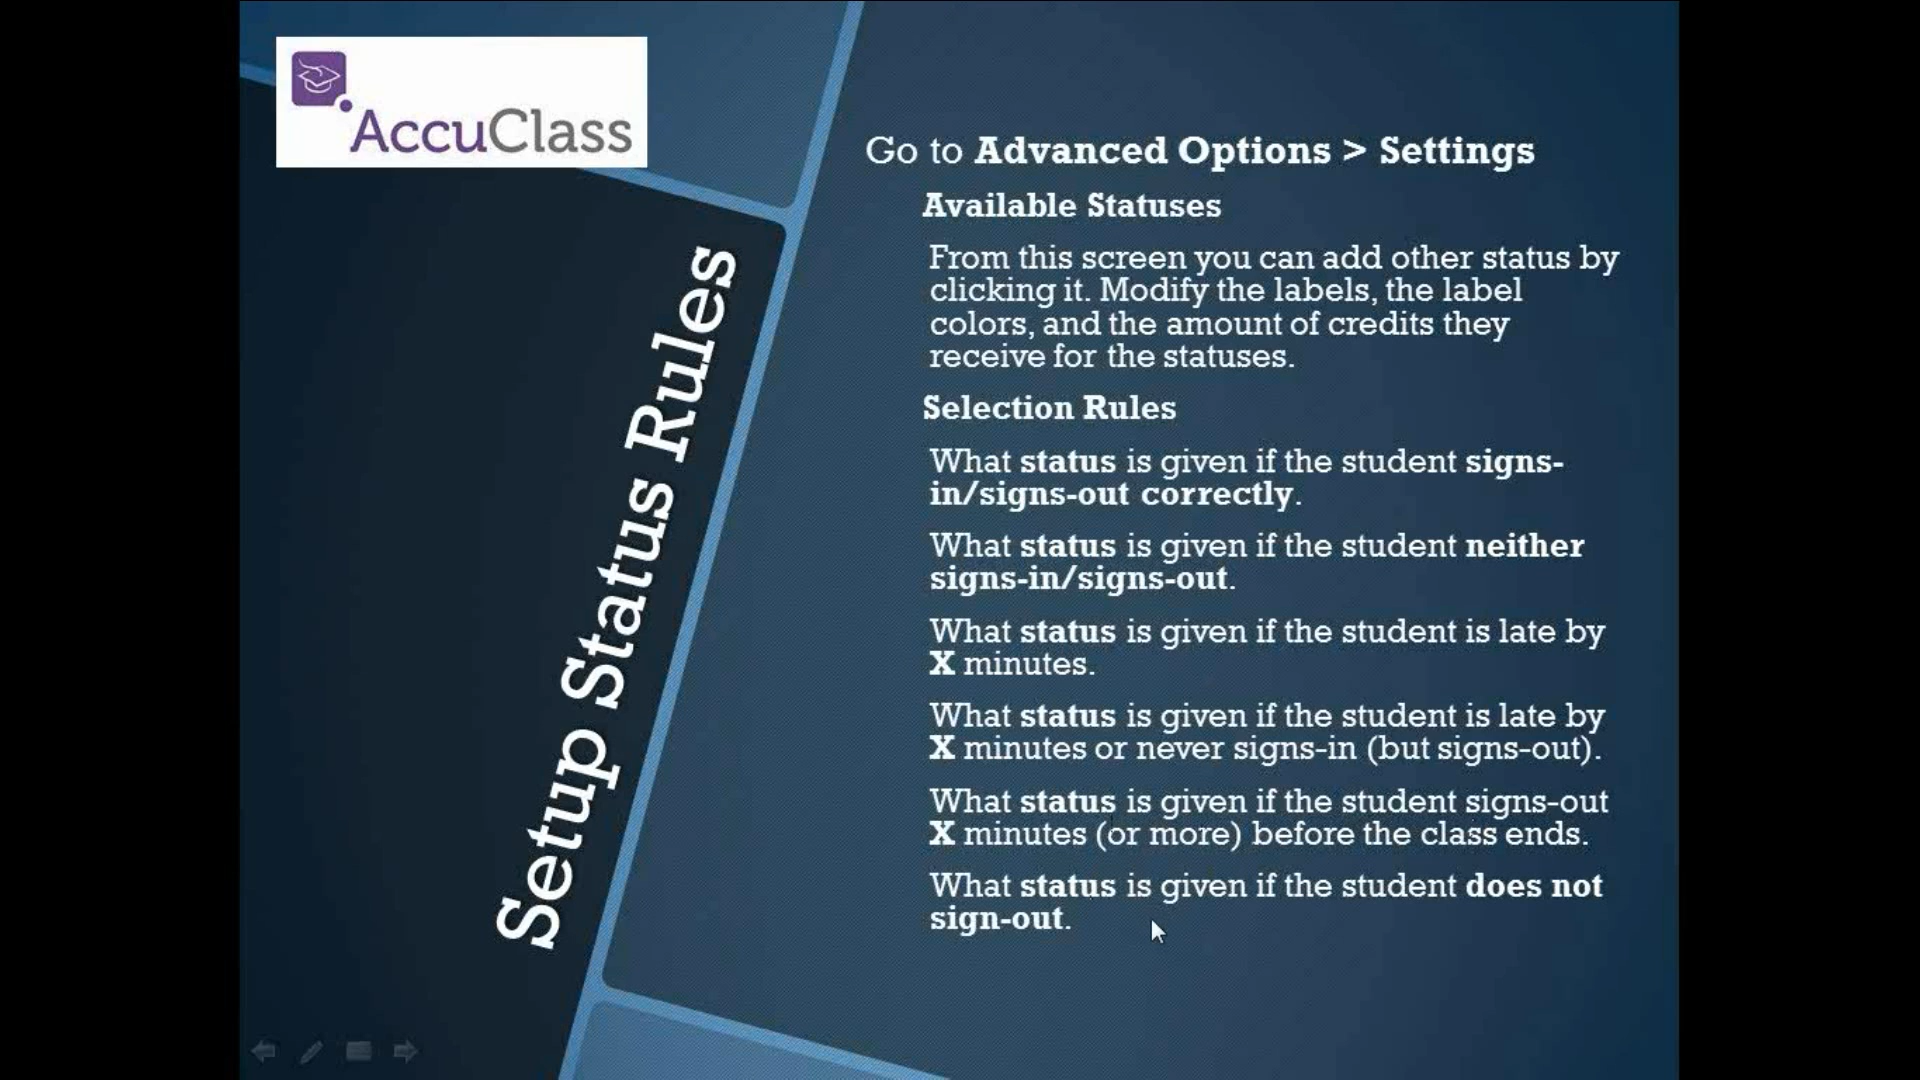 AccuClass
Setup Status Rules
Go to Advanced Options > Settings
Available Statuses
From this screen you can add other status by
clicking it. Modify the labels, the label
colors, and the amount of credits they
receive for the statuses.
Selection Rules
What status is given if the student signs-
in/signs-out correctly.
What status is given if the student neither
signs-in/signs-out.
What status is given if the student is late by
X minutes.
What status is given if the student is late by
X minutes or never signs-in (but signs-out).
What status is given if the student signs-out
X minutes (or more) before the class ends.
What status is given if the student does not
sign-out.